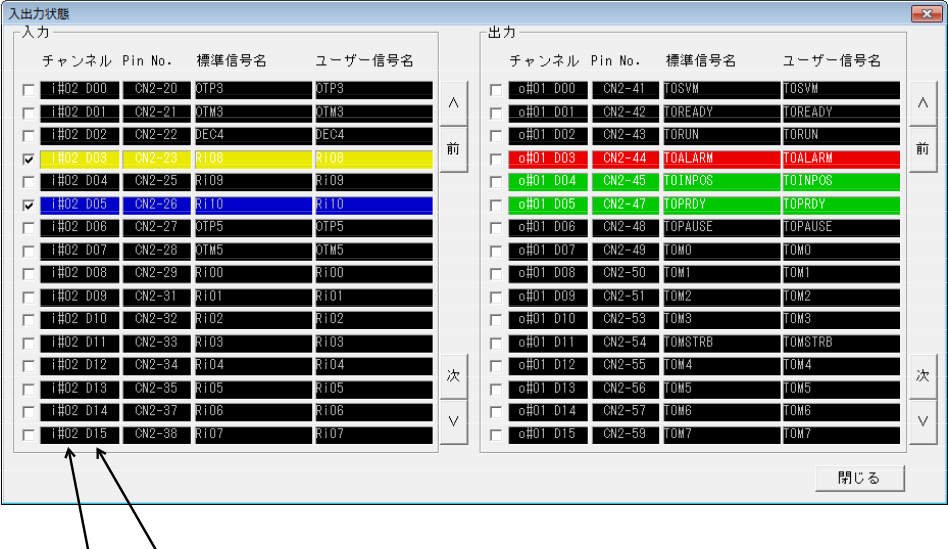 入出力状態
入力
チャンネル Pin No. 標準信号名 ユーザー信号名
i#02 D00 CN2-20 OTP3 OTP3
i#02 D01 CN2-21 OTM3 OTM3
i#02 D02 CN2-22 DEC4 DEC4
i#02 D03 CN2-23 Ri08 Ri08
i#02 D04 CN2-25 Ri09 Ri09
i#02 D05 CN2-26 Ri10 Ri10
i#02 D06 CN2-27 OTP5 OTP5
i#02 D07 CN2-28 OTM5 OTM5
i#02 D08 CN2-29 Ri00 Ri00
i#02 D09 CN2-31 Ri01 Ri01
i#02 D10 CN2-32 Ri02 Ri02
i#02 D11 CN2-33 Ri03 Ri03
i#02 D12 CN2-34 Ri04 Ri04
i#02 D13 CN2-35 Ri05 Ri05
i#02 D14 CN2-37 Ri06 Ri06
i#02 D15 CN2-38 Ri07 Ri07
∧
前
次
∨
出力
チャンネル Pin No. 標準信号名 ユーザー信号名
o#01 D00 CN2-41 TOSVM TOSVM
o#01 D01 CN2-42 TOREADY TOREADY
o#01 D02 CN2-43 TORUN TORUN
o#01 D03 CN2-44 TOALARM TOALARM
o#01 D04 CN2-45 TOINPOS TOINPOS
o#01 D05 CN2-47 TOPRDY TOPRDY
o#01 D06 CN2-48 TOPAUSE TOPAUSE
o#01 D07 CN2-49 TOM0 TOM0
o#01 D08 CN2-50 TOM1 TOM1
o#01 D09 CN2-51 TOM2 TOM2
o#01 D10 CN2-53 TOM3 TOM3
o#01 D11 CN2-54 TOMSTRB TOMSTRB
o#01 D12 CN2-55 TOM4 TOM4
o#01 D13 CN2-56 TOM5 TOM5
o#01 D14 CN2-57 TOM6 TOM6
o#01 D15 CN2-59 TOM7 TOM7
∧
前
次
∨
閉じる